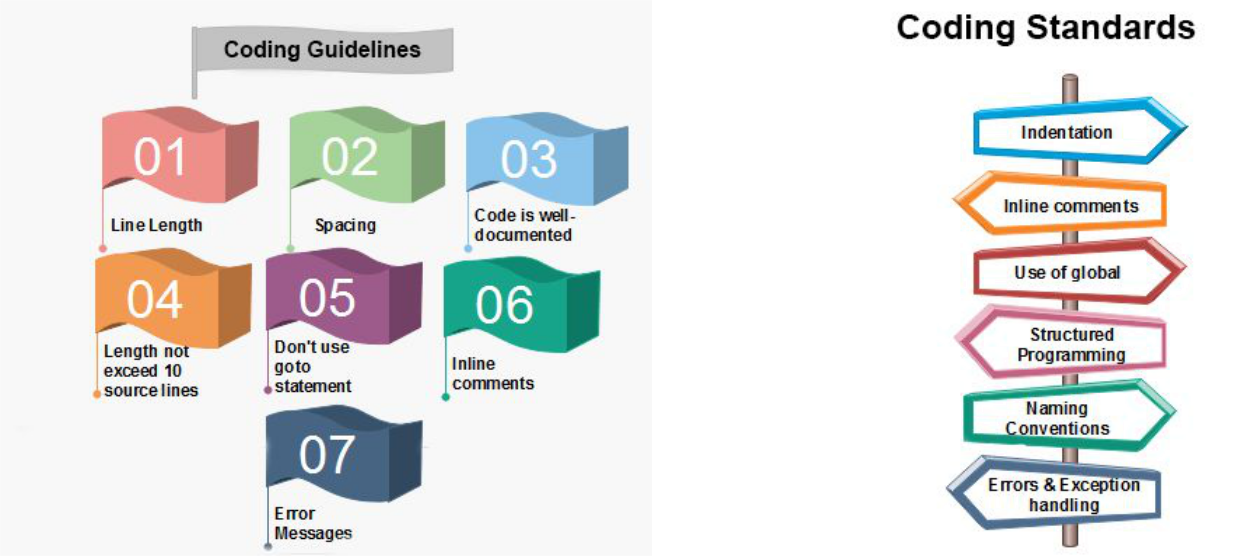 Coding Guidelines
01
Line Length
02
Spacing
03
Code is well-
documented
04
Length not
exceed 10
source lines
05
Don't use
goto
statement
06
Inline
comments
07
Error
Messages
Coding Standards
Indentation
Inline comments
Use of global
Structured
Programming
Naming
Conventions
Errors & Exception
handling